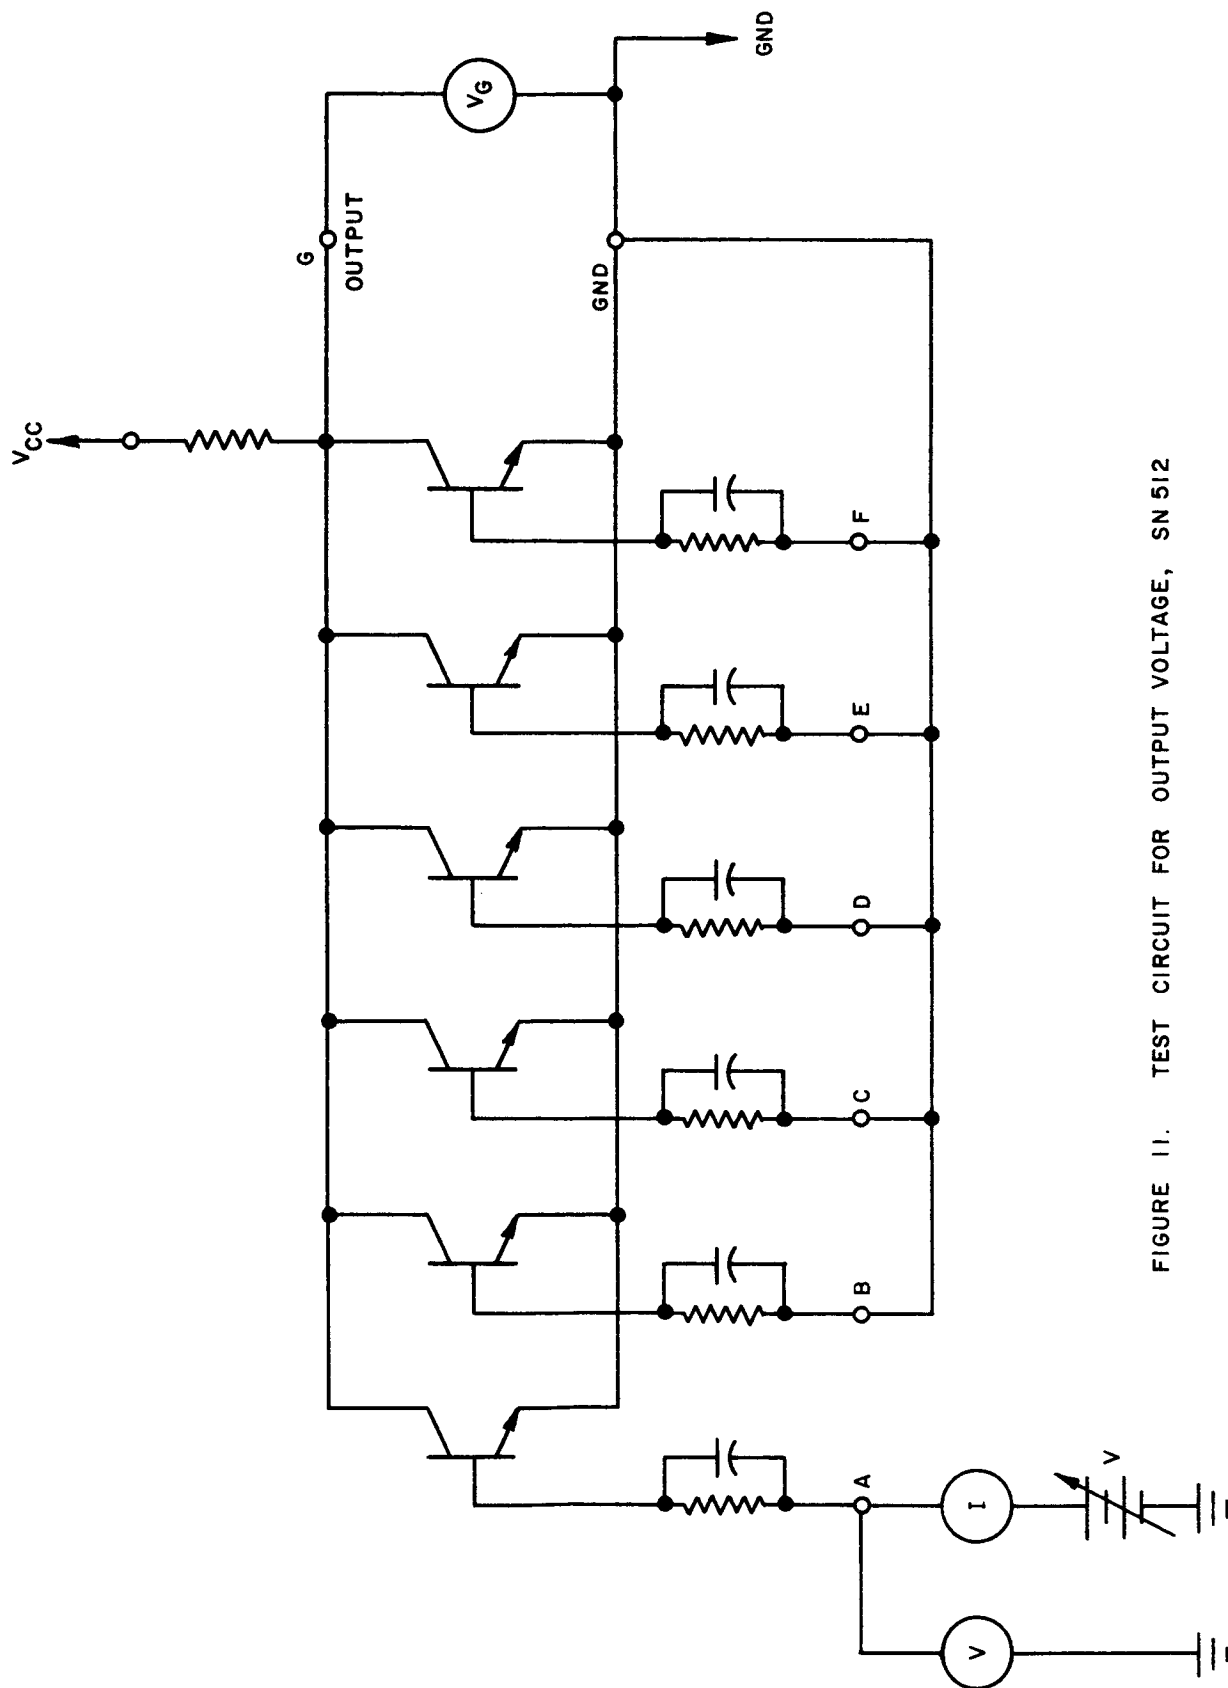 V_CC
G
OUTPUT
V_G
GND
GND
A
B
C
D
E
F
V
I
V
FIGURE 11. TEST CIRCUIT FOR OUTPUT VOLTAGE, SN 512